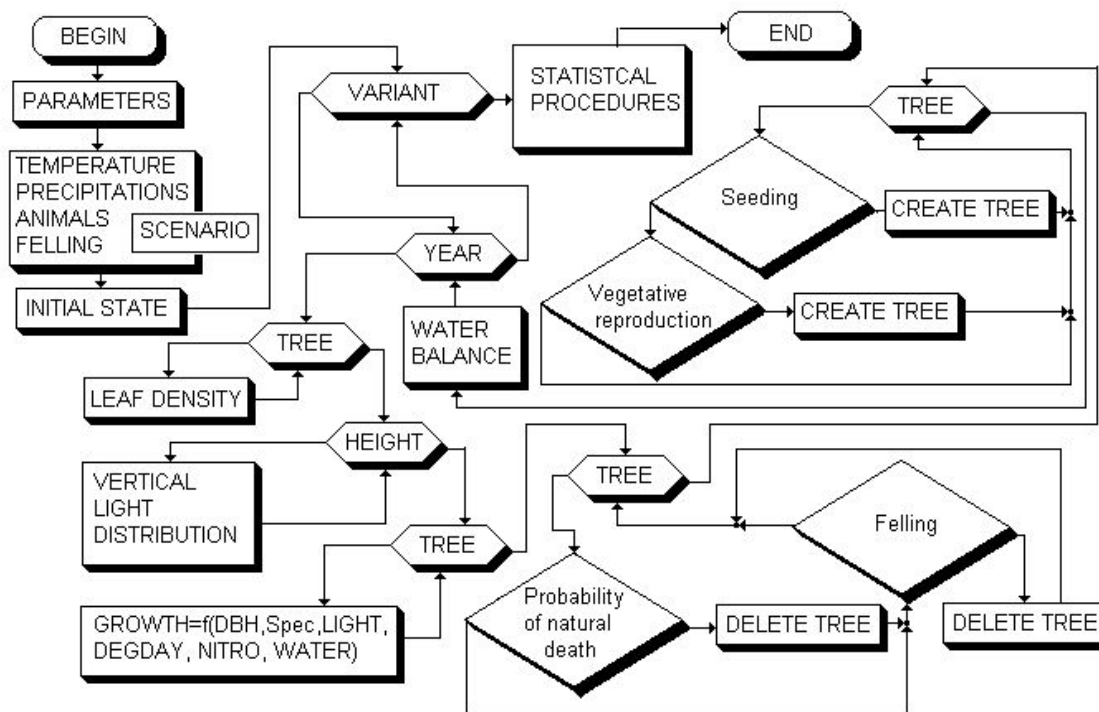 BEGIN
PARAMETERS
TEMPERATURE
PRECIPITATIONS
ANIMALS
FELLING
SCENARIO
INITIAL STATE
VARIANT
STATISTCAL
PROCEDURES
END
YEAR
WATER
BALANCE
TREE
LEAF DENSITY
HEIGHT
VERTICAL
LIGHT
DISTRIBUTION
TREE
GROWTH=f(DBH,Spec,LIGHT,
DEGDAY, NITRO, WATER)
TREE
Probability
of natural
death
DELETE TREE
Felling
DELETE TREE
TREE
Seeding
CREATE TREE
Vegetative
reproduction
CREATE TREE